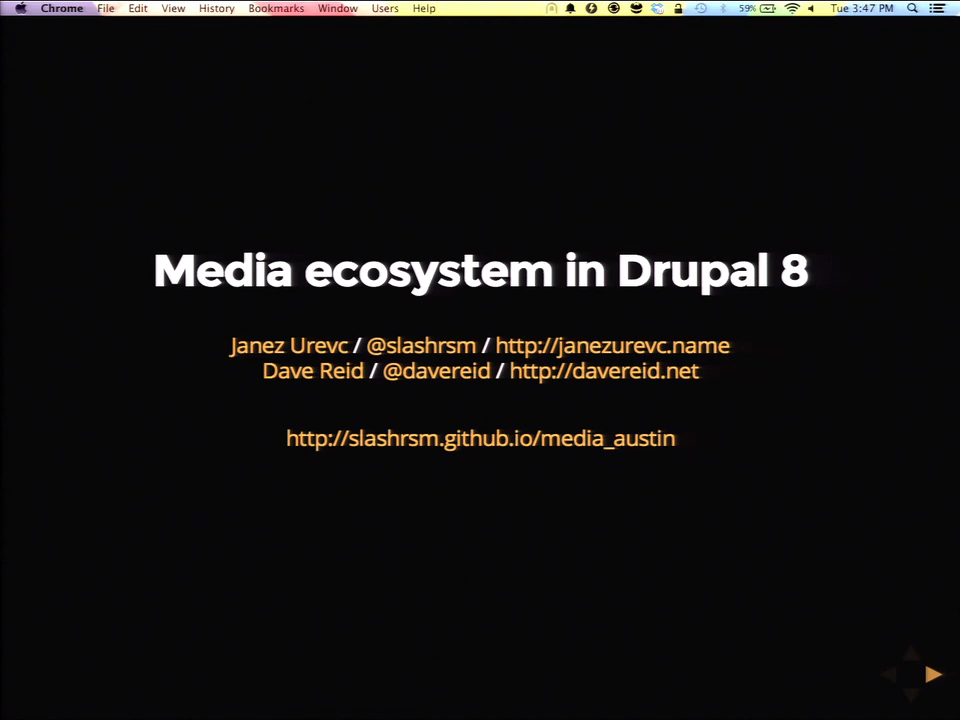 Chrome File Edit View History Bookmarks Window Users Help 59% Tue 3:47 PM
Media ecosystem in Drupal 8
Janez Urevc / @slashrsm / http://janezurevc.name
Dave Reid / @davereid / http://davereid.net
http://slashrsm.github.io/media_austin